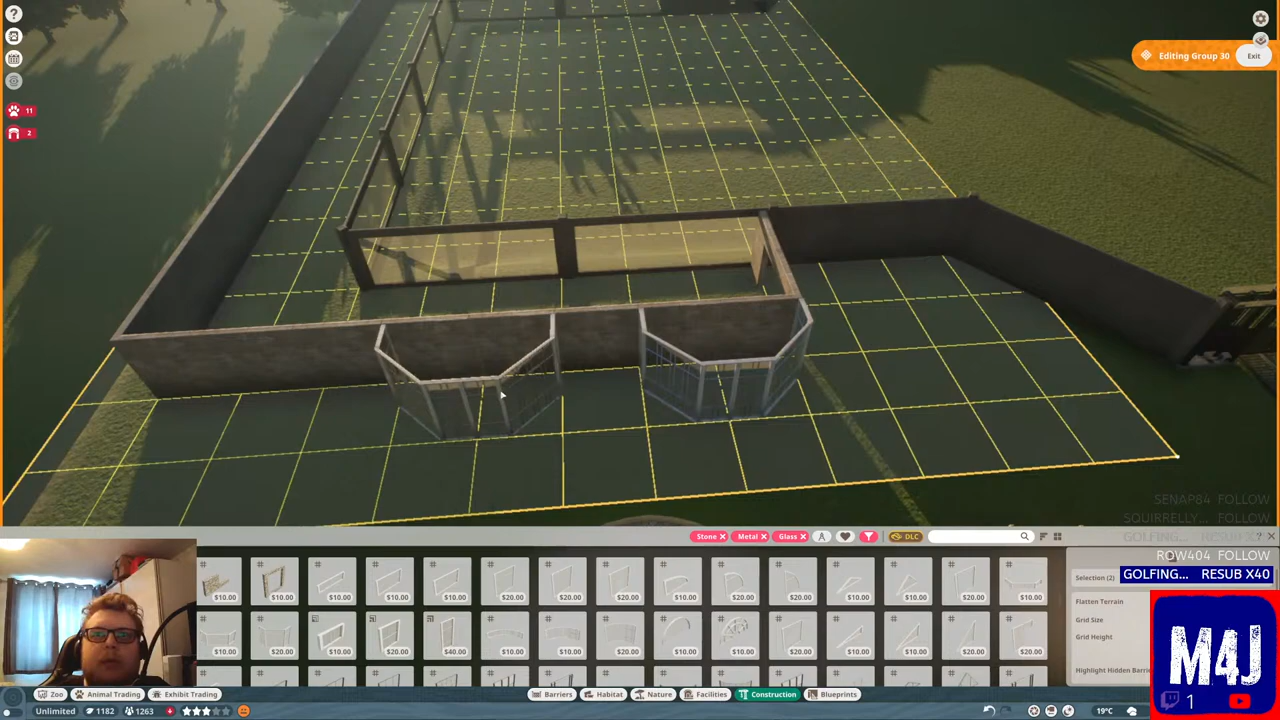 ?
11
2
Editing Group 30
Exit
SENAP84 FOLLOW
SQUIRRELLY... FOLLOW
GOLFING... RESUB X
ROW404 FOLLOW
GOLFING... RESUB X40
Stone Metal Glass DLC
$10.00 $10.00 $10.00 $10.00 $10.00 $20.00 $20.00 $20.00 $10.00 $20.00 $20.00 $10.00 $10.00 $20.00 $10.00
$10.00 $20.00 $10.00 $20.00 $40.00 $10.00 $10.00 $20.00 $10.00 $20.00 $20.00 $10.00 $10.00 $10.00 $20.00
Selection (2)
Flatten Terrain
Grid Size
Grid Height
Highlight Hidden Barri
M4J
1
Zoo Animal Trading Exhibit Trading Barriers Habitat Nature Facilities Construction Blueprints
Unlimited 1182 1263 19°C